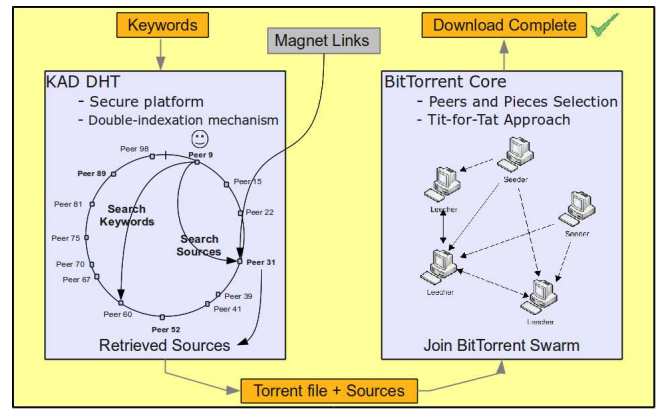 Keywords
Magnet Links
Download Complete
KAD DHT
- Secure platform
- Double-indexation mechanism
Peer 98
Peer 9
Peer 89
Peer 15
Peer 81
Search
Keywords
Peer 22
Peer 75
Search
Sources
Peer 70
Peer 31
Peer 67
Peer 39
Peer 60
Peer 41
Peer 52
Retrieved Sources
BitTorrent Core
- Peers and Pieces Selection
- Tit-for-Tat Approach
Seeder
Leecher
Seeder
Leecher
Leecher
Join BitTorrent Swarm
Torrent file + Sources